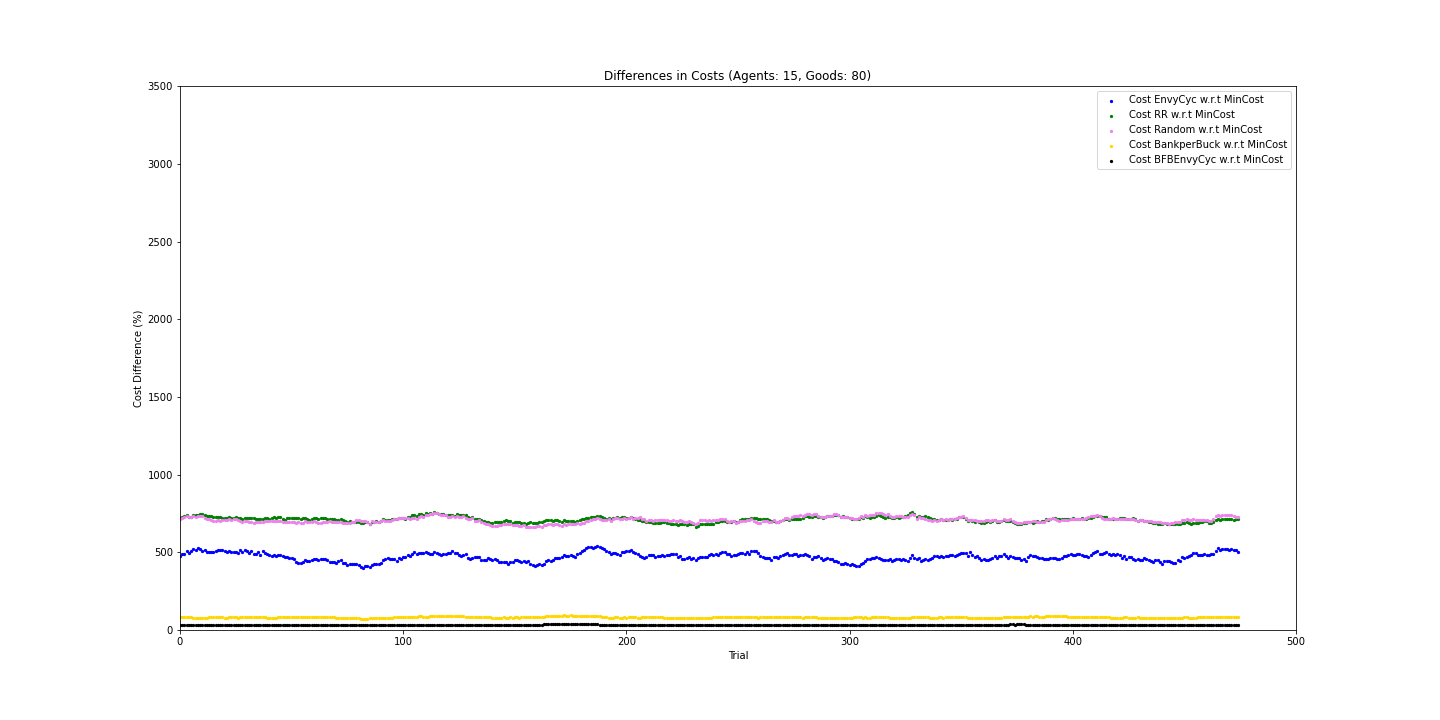 Differences in Costs (Agents: 15, Goods: 80)
3500
3000
2500
2000
1500
1000
500
0
Cost Difference (%)
Cost EnvyCyc w.r.t MinCost
Cost RR w.r.t MinCost
Cost Random w.r.t MinCost
Cost BankperBuck w.r.t MinCost
Cost BFBEnvyCyc w.r.t MinCost
0 100 200 300 400 500
Trial